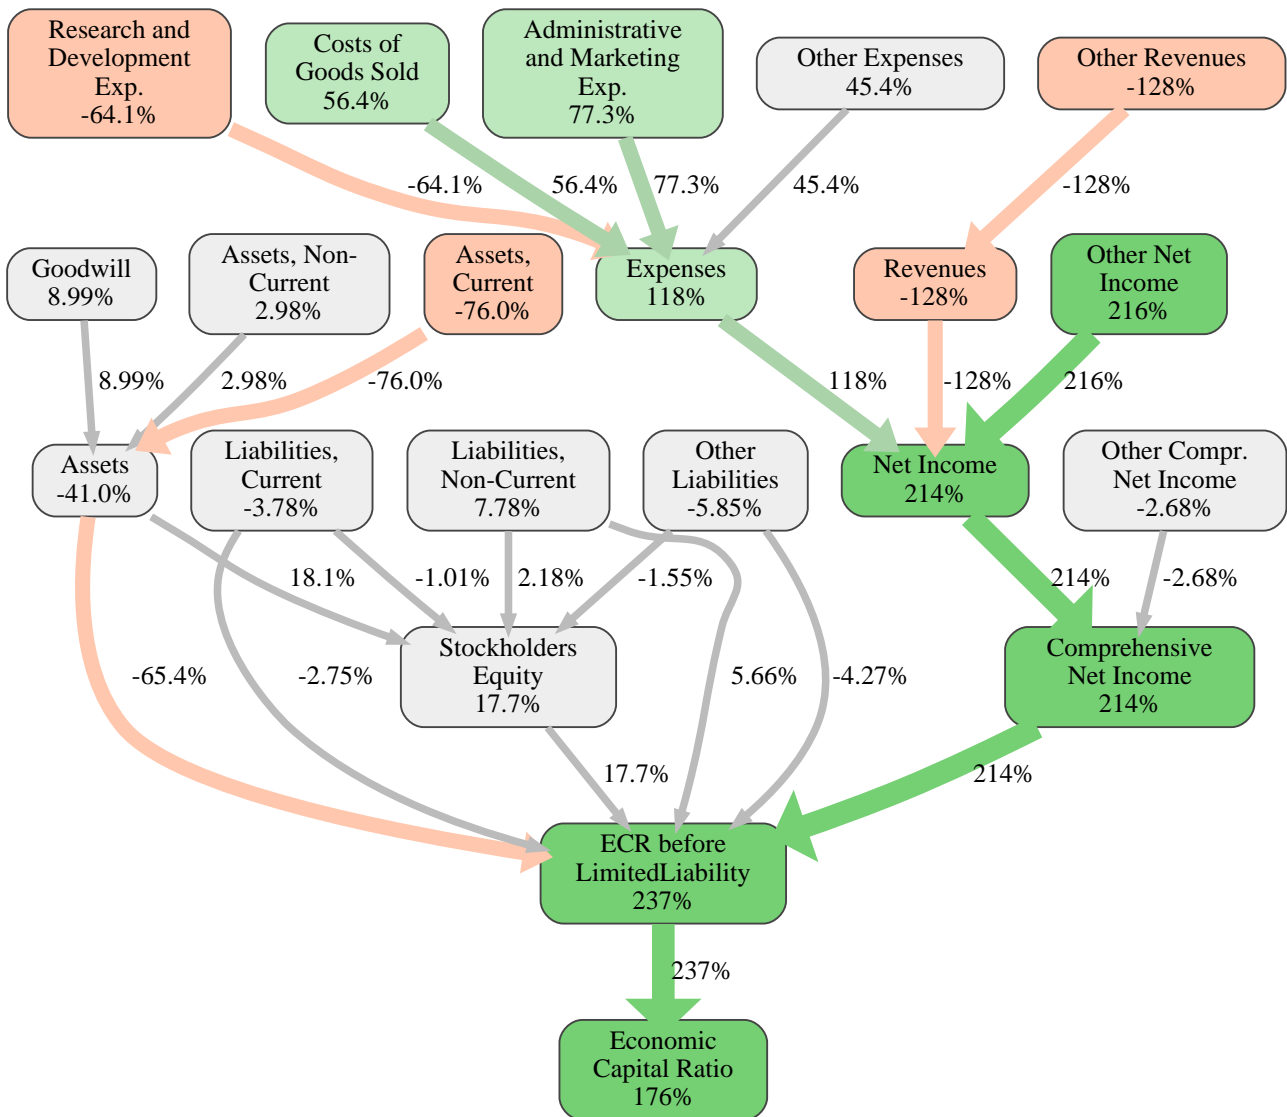 Research and
Development
Exp.
-64.1%
Costs of
Goods Sold
56.4%
Administrative
and Marketing
Exp.
77.3%
Other Expenses
45.4%
Other Revenues
-128%
-64.1%
56.4%
77.3%
45.4%
-128%
Goodwill
8.99%
Assets, Non-
Current
2.98%
Assets,
Current
-76.0%
Expenses
118%
Revenues
-128%
Other Net
Income
216%
8.99%
2.98%
-76.0%
118%
-128%
216%
Assets
-41.0%
Liabilities,
Current
-3.78%
Liabilities,
Non-Current
7.78%
Other
Liabilities
-5.85%
Net Income
214%
Other Compr.
Net Income
-2.68%
18.1%
-1.01%
2.18%
-1.55%
214%
-2.68%
-65.4%
-2.75%
Stockholders
Equity
17.7%
5.66%
-4.27%
Comprehensive
Net Income
214%
17.7%
214%
ECR before
LimitedLiability
237%
237%
Economic
Capital Ratio
176%